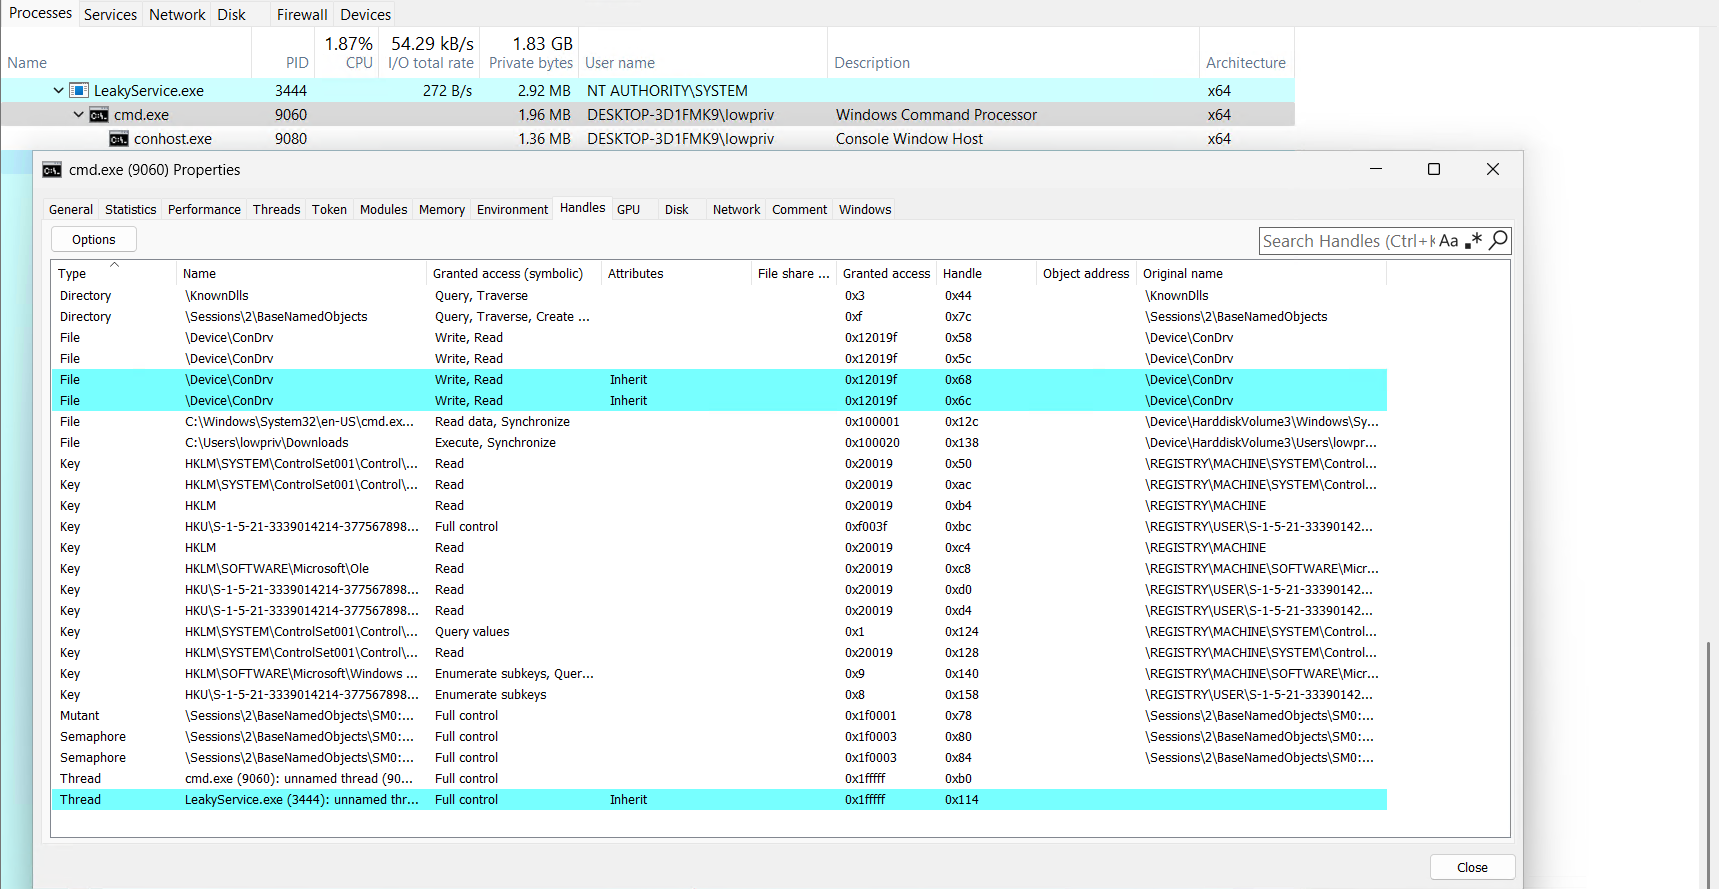 Processes Services Network Disk Firewall Devices
1.87% 54.29 kB/s 1.83 GB
Name PID CPU I/O total rate Private bytes User name Description Architecture
LeakyService.exe 3444 272 B/s 2.92 MB NT AUTHORITY\SYSTEM x64
cmd.exe 9060 1.96 MB DESKTOP-3D1FMK9\lowpriv Windows Command Processor x64
conhost.exe 9080 1.36 MB DESKTOP-3D1FMK9\lowpriv Console Window Host x64
cmd.exe (9060) Properties
General Statistics Performance Threads Token Modules Memory Environment Handles GPU Disk Network Comment Windows
Options Search Handles (Ctrl+K Aa .*
Type Name Granted access (symbolic) Attributes File share ... Granted access Handle Object address Original name
Directory \KnownDlls Query, Traverse 0x3 0x44 \KnownDlls
Directory \Sessions\2\BaseNamedObjects Query, Traverse, Create ... 0xf 0x7c \Sessions\2\BaseNamedObjects
File \Device\ConDrv Write, Read 0x12019f 0x58 \Device\ConDrv
File \Device\ConDrv Write, Read 0x12019f 0x5c \Device\ConDrv
File \Device\ConDrv Write, Read Inherit 0x12019f 0x68 \Device\ConDrv
File \Device\ConDrv Write, Read Inherit 0x12019f 0x6c \Device\ConDrv
File C:\Windows\System32\en-US\cmd.ex... Read data, Synchronize 0x100001 0x12c \Device\HarddiskVolume3\Windows\Sy...
File C:\Users\lowpriv\Downloads Execute, Synchronize 0x100020 0x138 \Device\HarddiskVolume3\Users\lowpr...
Key HKLM\SYSTEM\ControlSet001\Control\... Read 0x20019 0x50 \REGISTRY\MACHINE\SYSTEM\Control...
Key HKLM\SYSTEM\ControlSet001\Control\... Read 0x20019 0xac \REGISTRY\MACHINE\SYSTEM\Control...
Key HKLM Read 0x20019 0xb4 \REGISTRY\MACHINE
Key HKU\S-1-5-21-3339014214-377567898... Full control 0xf003f 0xbc \REGISTRY\USER\S-1-5-21-33390142...
Key HKLM Read 0x20019 0xc4 \REGISTRY\MACHINE
Key HKLM\SOFTWARE\Microsoft\Ole Read 0x20019 0xc8 \REGISTRY\MACHINE\SOFTWARE\Micr...
Key HKU\S-1-5-21-3339014214-377567898... Read 0x20019 0xd0 \REGISTRY\USER\S-1-5-21-33390142...
Key HKU\S-1-5-21-3339014214-377567898... Read 0x20019 0xd4 \REGISTRY\USER\S-1-5-21-33390142...
Key HKLM\SYSTEM\ControlSet001\Control\... Query values 0x1 0x124 \REGISTRY\MACHINE\SYSTEM\Control...
Key HKLM\SYSTEM\ControlSet001\Control\... Read 0x20019 0x128 \REGISTRY\MACHINE\SYSTEM\Control...
Key HKLM\SOFTWARE\Microsoft\Windows ... Enumerate subkeys, Quer... 0x9 0x140 \REGISTRY\MACHINE\SOFTWARE\Micr...
Key HKU\S-1-5-21-3339014214-377567898... Enumerate subkeys 0x8 0x158 \REGISTRY\USER\S-1-5-21-33390142...
Mutant \Sessions\2\BaseNamedObjects\SM0:... Full control 0x1f0001 0x78 \Sessions\2\BaseNamedObjects\SM0:...
Semaphore \Sessions\2\BaseNamedObjects\SM0:... Full control 0x1f0003 0x80 \Sessions\2\BaseNamedObjects\SM0:...
Semaphore \Sessions\2\BaseNamedObjects\SM0:... Full control 0x1f0003 0x84 \Sessions\2\BaseNamedObjects\SM0:...
Thread cmd.exe (9060): unnamed thread (90... Full control 0x1fffff 0xb0
Thread LeakyService.exe (3444): unnamed thr... Full control Inherit 0x1fffff 0x114
Close